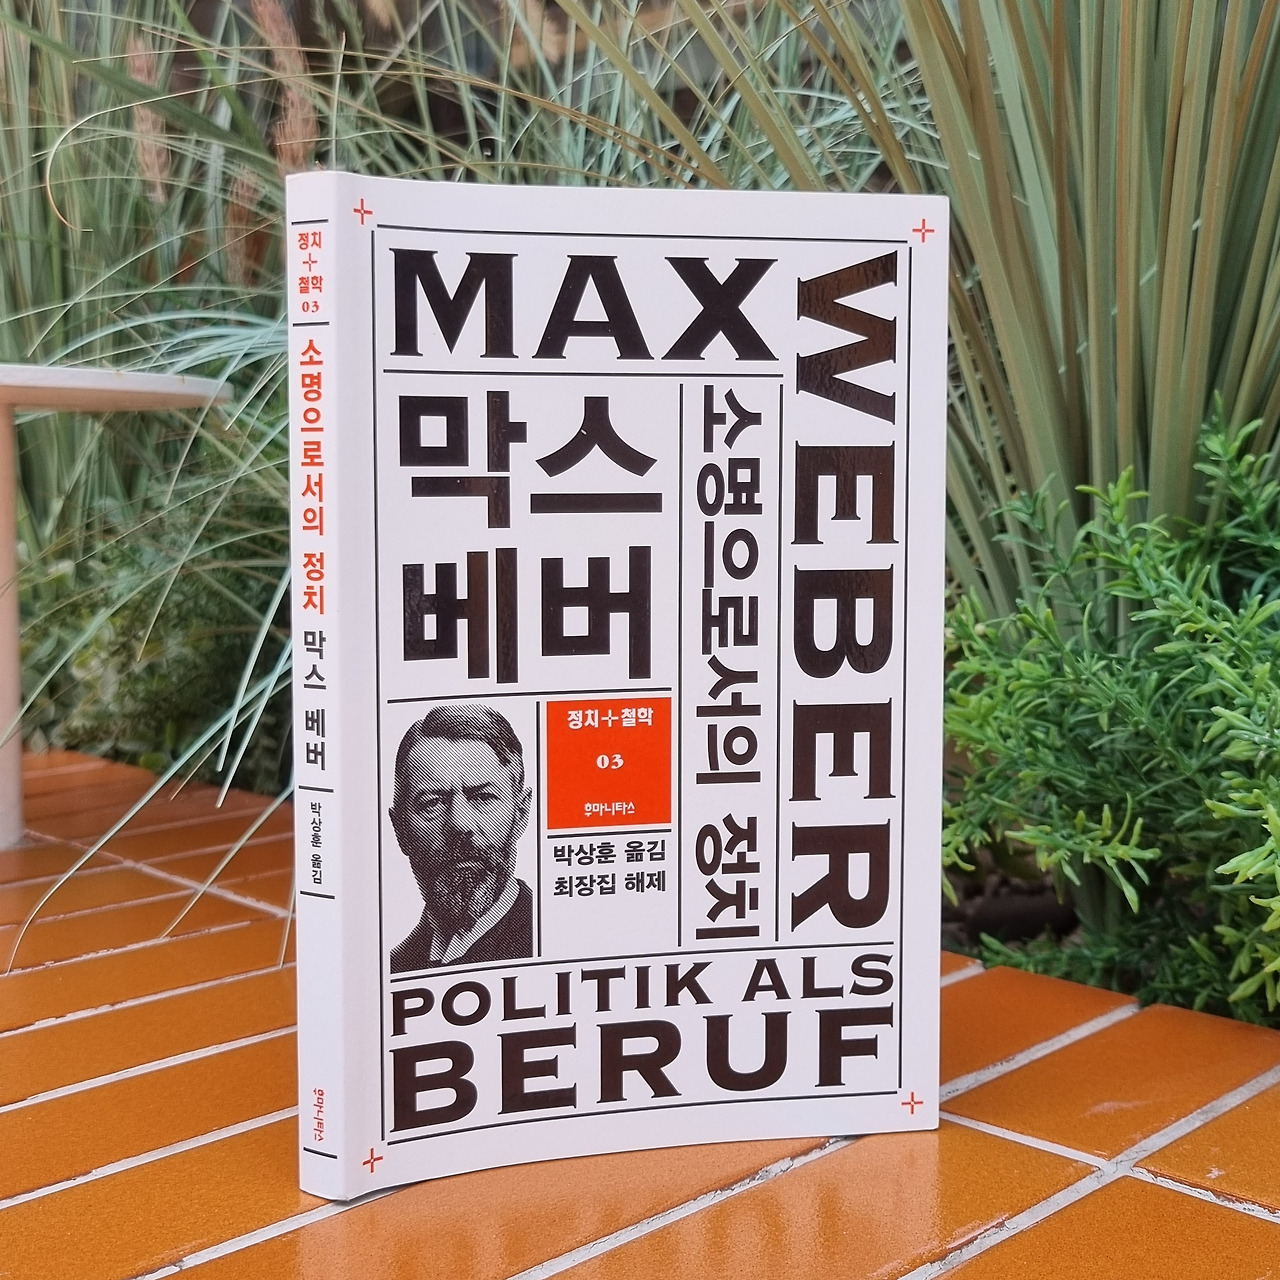 정치
철학
03
소명으로서의 정치 막스 베버
박상훈 옮김
후마니타스
MAX
WEBER
막스
베버
소명으로서의 정치
정치+철학
03
후마니타스
박상훈 옮김
최장집 해제
POLITIK ALS
BERUF